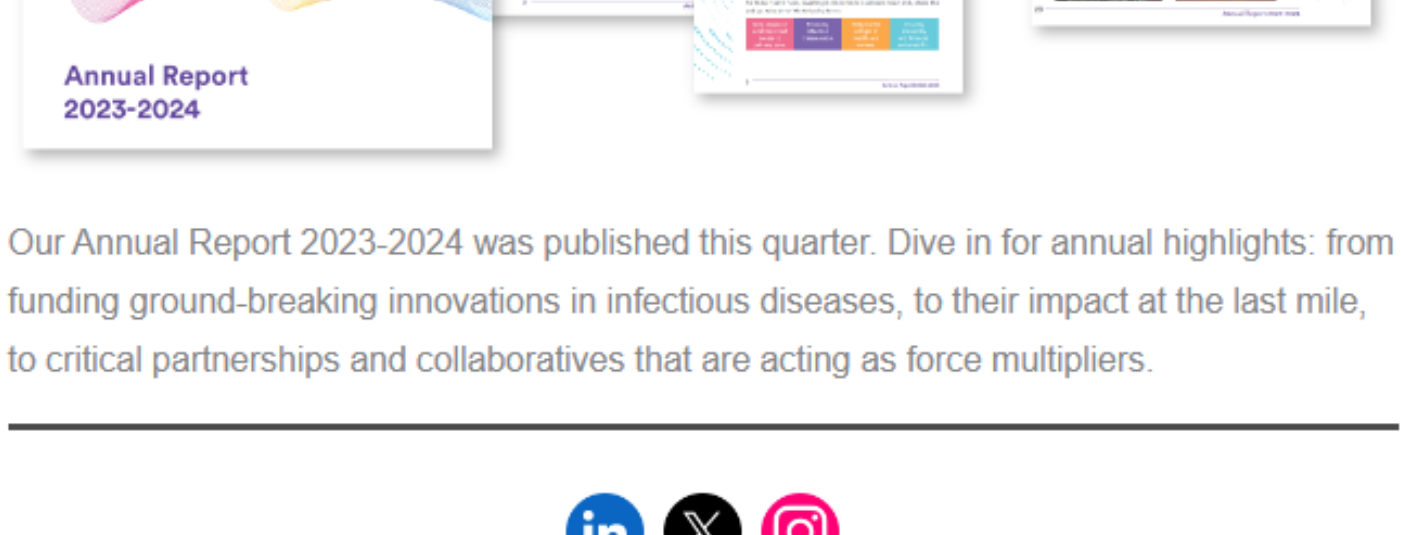 Annual Report
2023-2024
Our Annual Report 2023-2024 was published this quarter. Dive in for annual highlights: from
funding ground-breaking innovations in infectious diseases, to their impact at the last mile,
to critical partnerships and collaboratives that are acting as force multipliers.
in
X